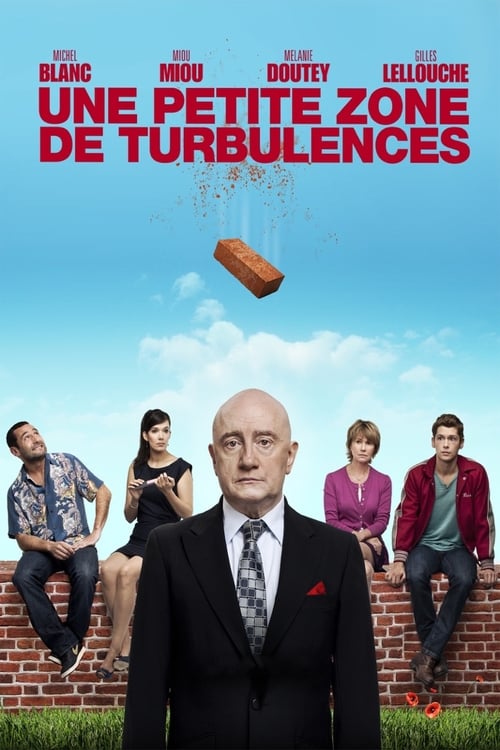 MICHEL BLANC MIOU MIOU MELANIE DOUTEY GILLES LELLOUCHE
UNE PETITE ZONE
DE TURBULENCES